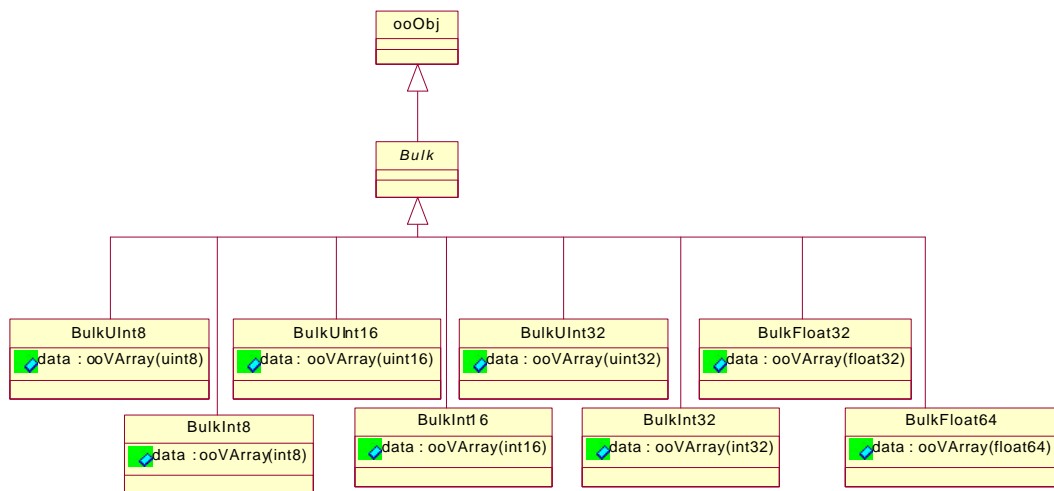 ooObj
Bulk
BulkUInt8
data : ooVArray(uint8)
BulkUInt16
data : ooVArray(uint16)
BulkUInt32
data : ooVArray(uint32)
BulkFloat32
data : ooVArray(float32)
BulkInt8
data : ooVArray(int8)
BulkInt16
data : ooVArray(int16)
BulkInt32
data : ooVArray(int32)
BulkFloat64
data : ooVArray(float64)